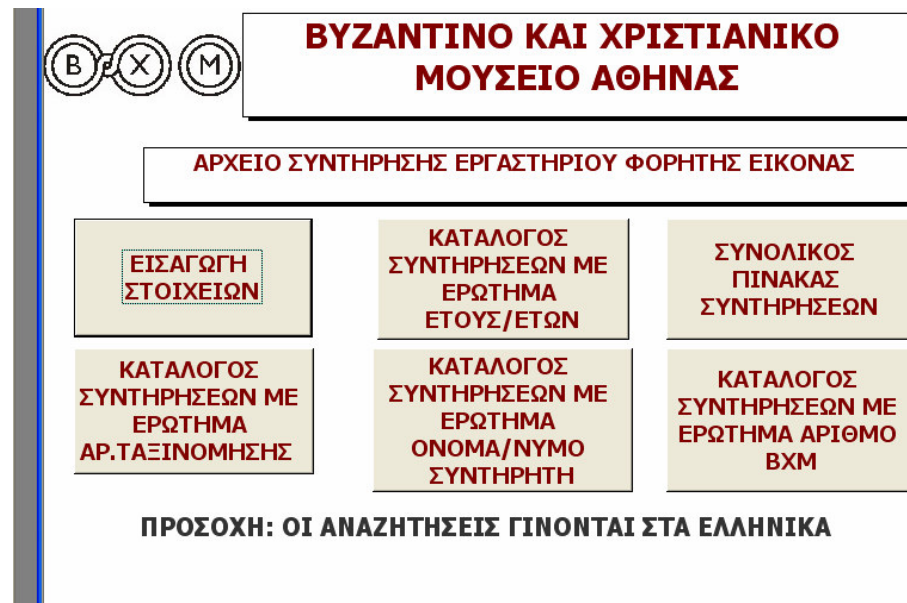 Β Χ Μ
ΒΥΖΑΝΤΙΝΟ ΚΑΙ ΧΡΙΣΤΙΑΝΙΚΟ
ΜΟΥΣΕΙΟ ΑΘΗΝΑΣ
ΑΡΧΕΙΟ ΣΥΝΤΗΡΗΣΗΣ ΕΡΓΑΣΤΗΡΙΟΥ ΦΟΡΗΤΗΣ ΕΙΚΟΝΑΣ
ΕΙΣΑΓΩΓΗ
ΣΤΟΙΧΕΙΩΝ
ΚΑΤΑΛΟΓΟΣ
ΣΥΝΤΗΡΗΣΕΩΝ ΜΕ
ΕΡΩΤΗΜΑ
ΕΤΟΥΣ/ΕΤΩΝ
ΣΥΝΟΛΙΚΟΣ
ΠΙΝΑΚΑΣ
ΣΥΝΤΗΡΗΣΕΩΝ
ΚΑΤΑΛΟΓΟΣ
ΣΥΝΤΗΡΗΣΕΩΝ ΜΕ
ΕΡΩΤΗΜΑ
ΑΡ.ΤΑΞΙΝΟΜΗΣΗΣ
ΚΑΤΑΛΟΓΟΣ
ΣΥΝΤΗΡΗΣΕΩΝ ΜΕ
ΕΡΩΤΗΜΑ
ΟΝΟΜΑ/ΝΥΜΟ
ΣΥΝΤΗΡΗΤΗ
ΚΑΤΑΛΟΓΟΣ
ΣΥΝΤΗΡΗΣΕΩΝ ΜΕ
ΕΡΩΤΗΜΑ ΑΡΙΘΜΟ
ΒΧΜ
ΠΡΟΣΟΧΗ: ΟΙ ΑΝΑΖΗΤΗΣΕΙΣ ΓΙΝΟΝΤΑΙ ΣΤΑ ΕΛΛΗΝΙΚΑ